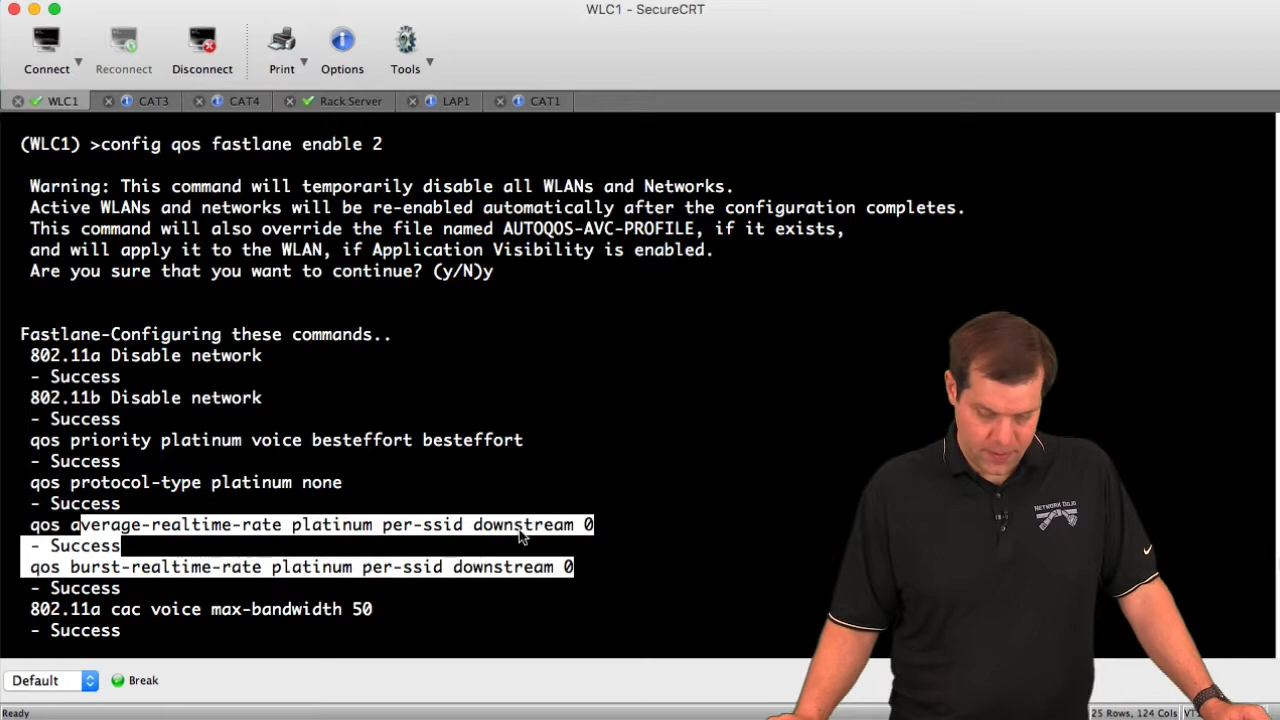 WLC1 - SecureCRT
Connect
Reconnect
Disconnect
Print
Options
Tools
WLC1
CAT3
CAT4
Rack Server
LAP1
CAT1
(WLC1) >config qos fastlane enable 2
Warning: This command will temporarily disable all WLANs and Networks.
Active WLANs and networks will be re-enabled automatically after the configuration completes.
This command will also override the file named AUTOQOS-AVC-PROFILE, if it exists,
and will apply it to the WLAN, if Application Visibility is enabled.
Are you sure that you want to continue? (y/N)y
Fastlane-Configuring these commands..
802.11a Disable network
- Success
802.11b Disable network
- Success
qos priority platinum voice besteffort besteffort
- Success
qos protocol-type platinum none
- Success
qos average-realtime-rate platinum per-ssid downstream 0
- Success
qos burst-realtime-rate platinum per-ssid downstream 0
- Success
802.11a cac voice max-bandwidth 50
- Success
NETWORK DOJO
Default
Break
Ready
25 Rows, 124 Cols